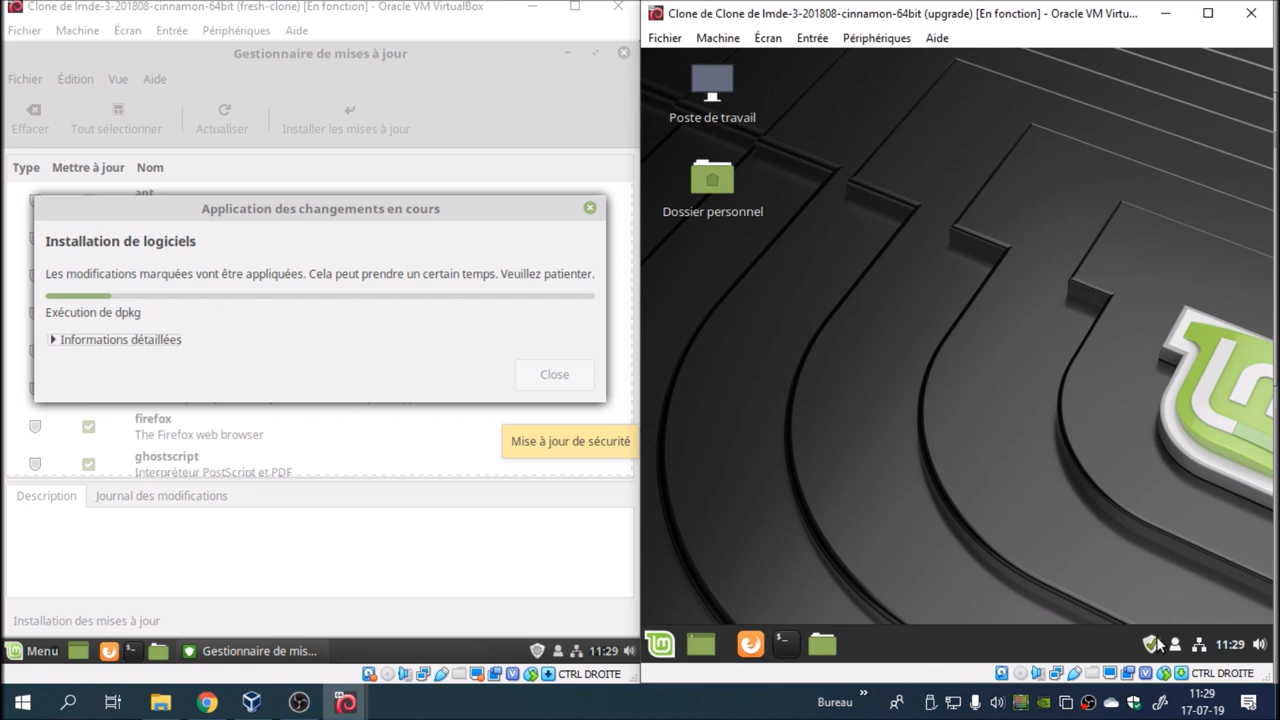 Clone de Clone de lmde-3-201808-cinnamon-64bit (fresh-clone) [En fonction] - Oracle VM VirtualBox
Fichier Machine Écran Entrée Périphériques Aide
Gestionnaire de mises à jour
Fichier Édition Vue Aide
Effacer Tout sélectionner Actualiser Installer les mises à jour
Type Mettre à jour Nom
apt
Application des changements en cours
Installation de logiciels
Les modifications marquées vont être appliquées. Cela peut prendre un certain temps. Veuillez patienter.
Exécution de dpkg
Informations détaillées
Close
firefox
The Firefox web browser
Mise à jour de sécurité
ghostscript
Interpréteur PostScript et PDF
Description Journal des modifications
Installation des mises à jour
Menu Gestionnaire de mis... 11:29
CTRL DROITE
Clone de Clone de lmde-3-201808-cinnamon-64bit (upgrade) [En fonction] - Oracle VM Virtu...
Fichier Machine Écran Entrée Périphériques Aide
Poste de travail
Dossier personnel
11:29
CTRL DROITE
Bureau
11:29
17-07-19